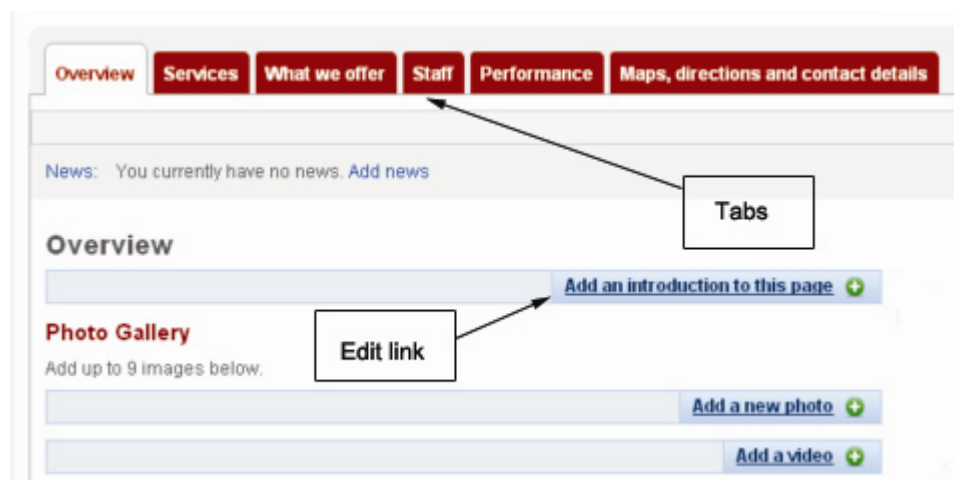 Overview Services What we offer Staff Performance Maps, directions and contact details
News: You currently have no news. Add news
Tabs
Overview
Add an introduction to this page
Photo Gallery
Edit link
Add up to 9 images below.
Add a new photo
Add a video